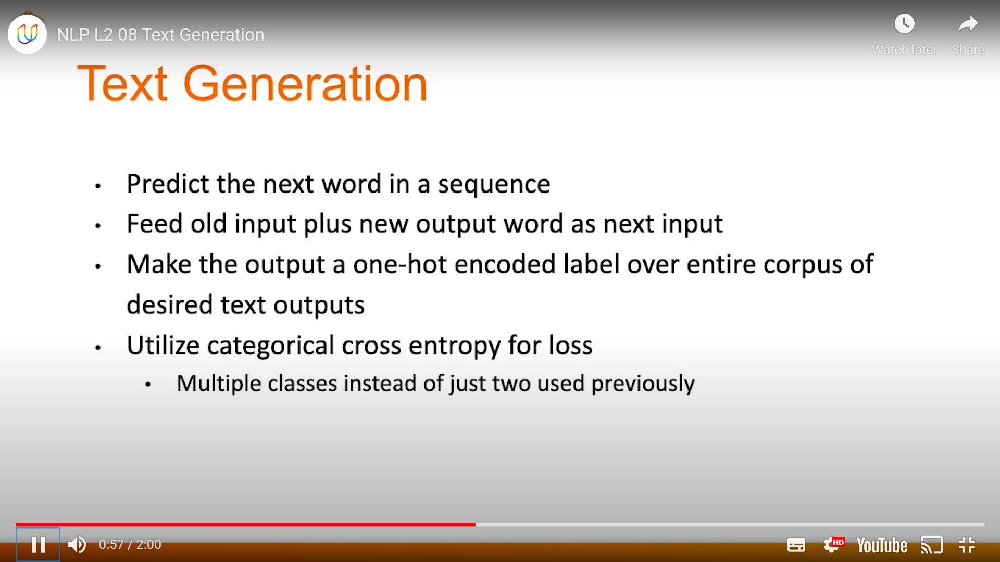 NLP L2 08 Text Generation
Watch later
Share
Text Generation
• Predict the next word in a sequence
• Feed old input plus new output word as next input
• Make the output a one-hot encoded label over entire corpus of
desired text outputs
• Utilize categorical cross entropy for loss
• Multiple classes instead of just two used previously
0:57 / 2:00
HD
YouTube